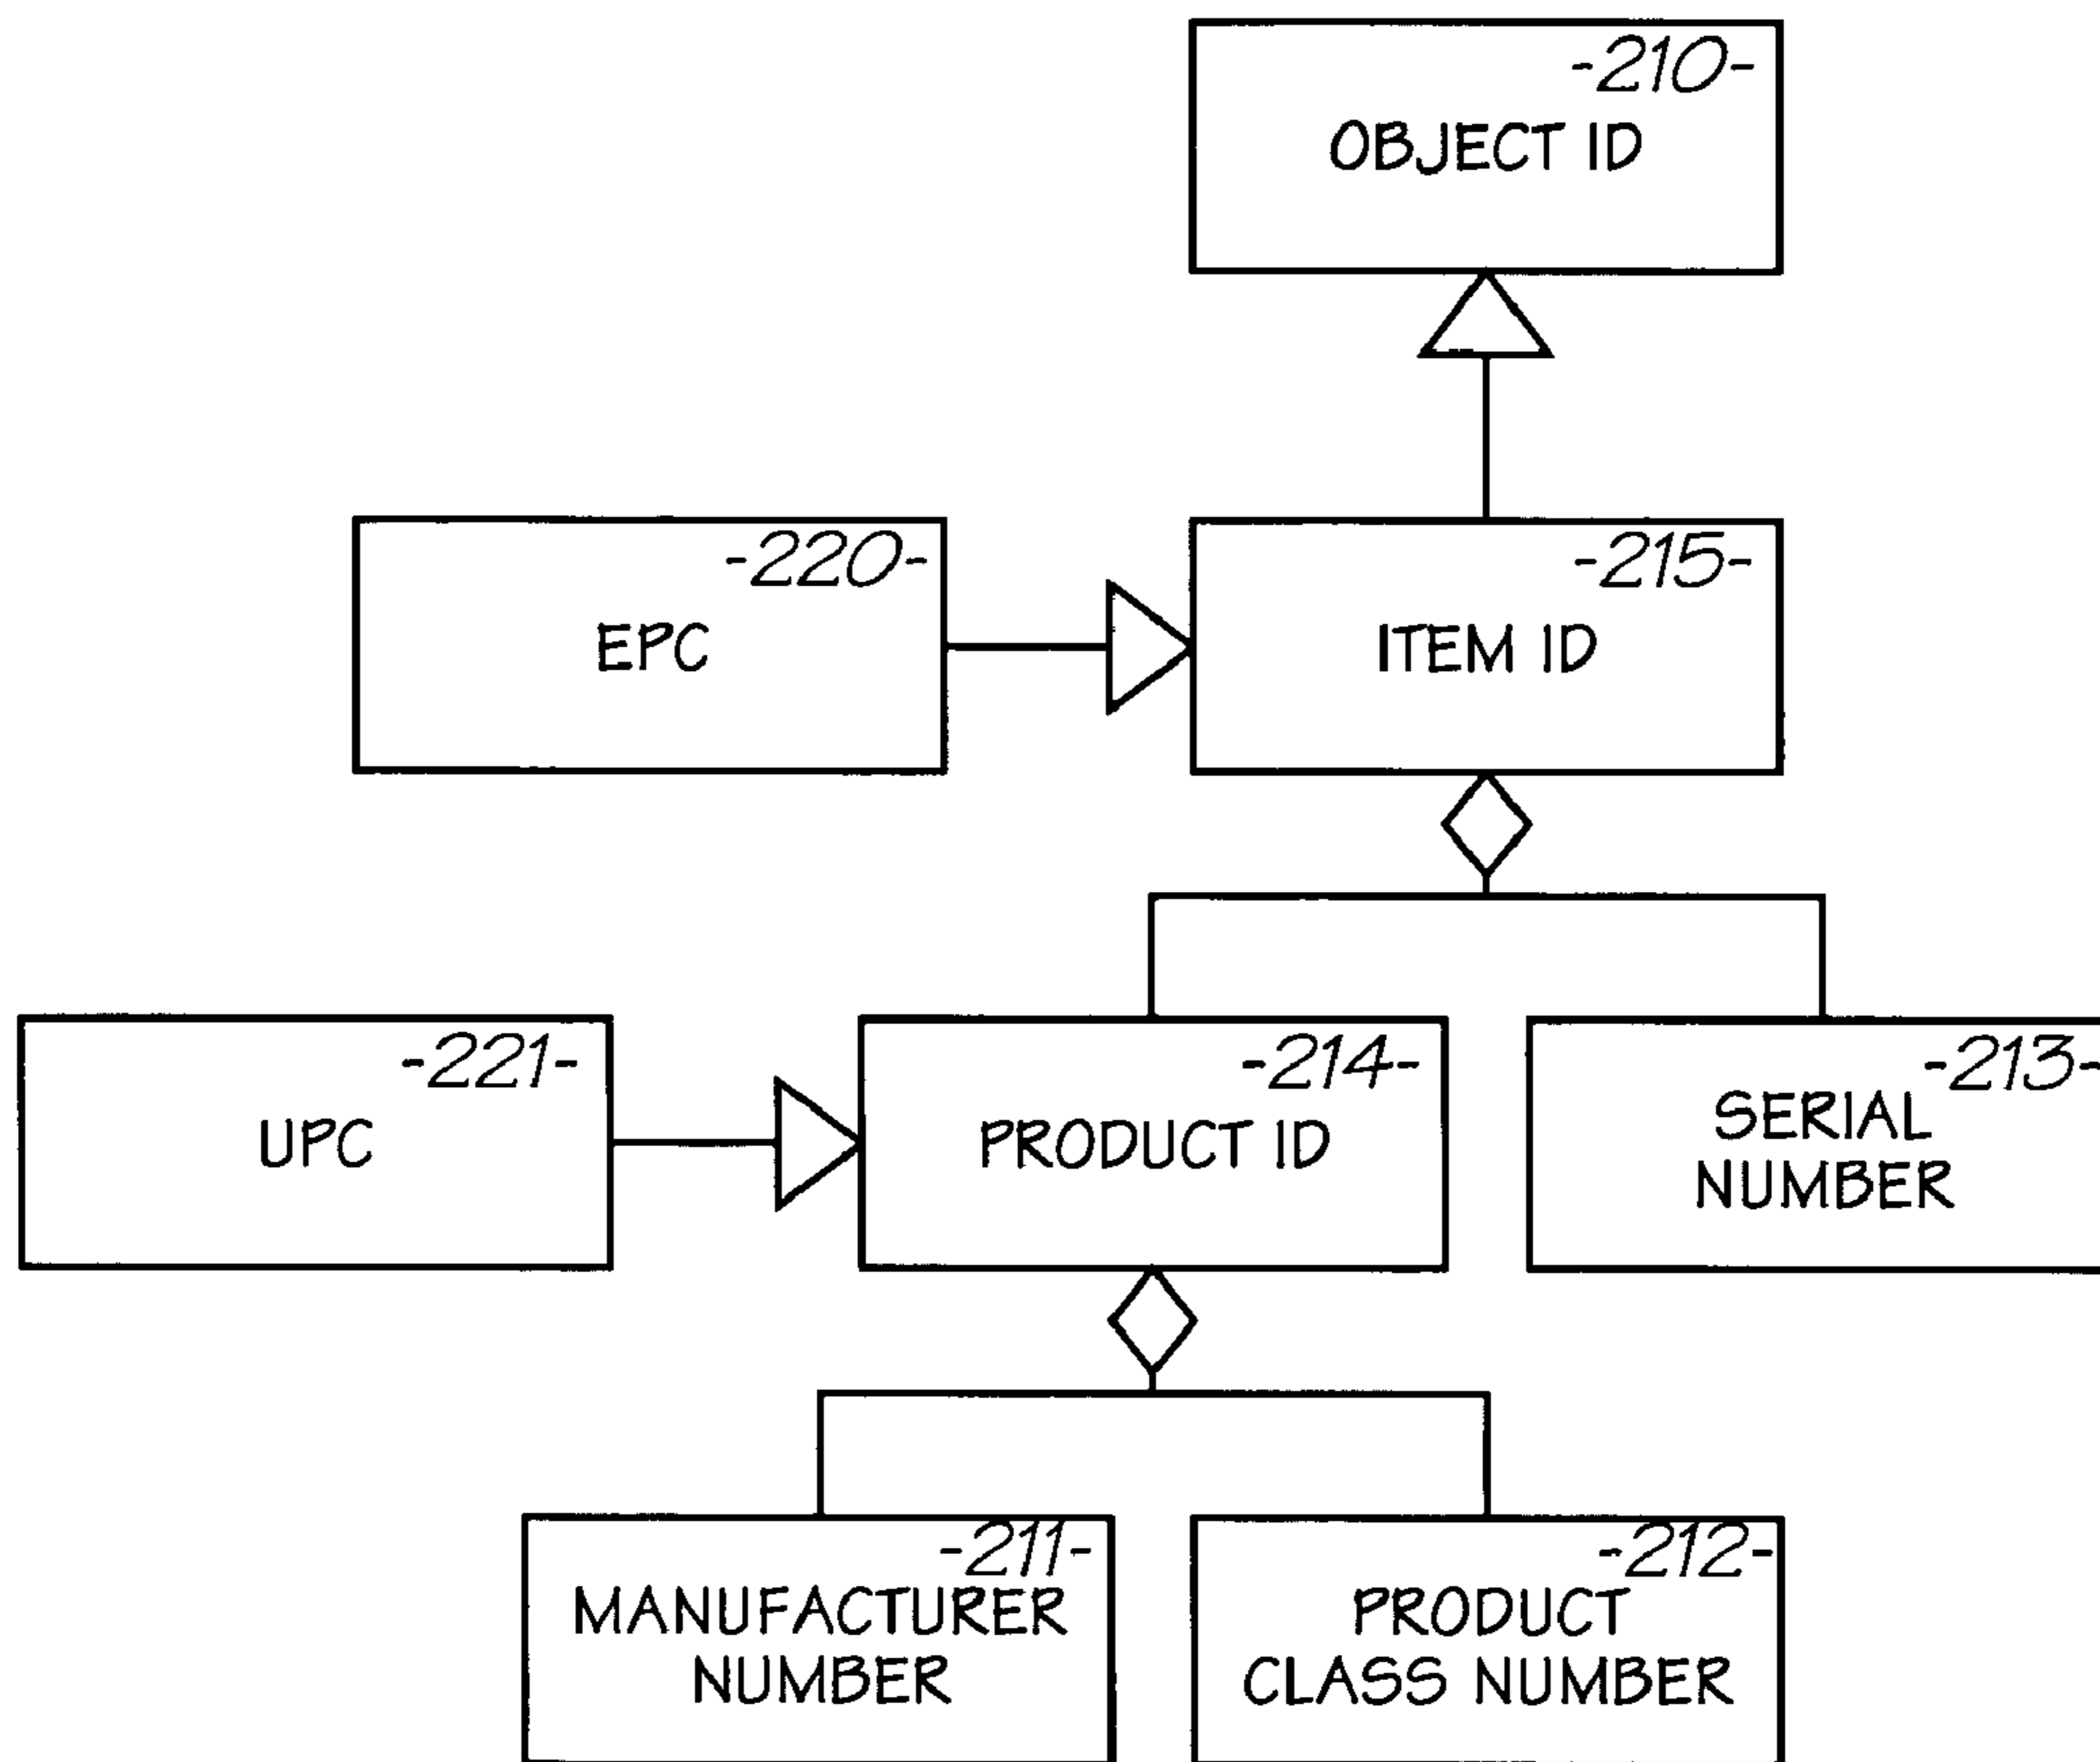 -210-
OBJECT ID
-220-
EPC
-215-
ITEM ID
-221-
UPC
-214-
PRODUCT ID
-213-
SERIAL
NUMBER
-211-
MANUFACTURER
NUMBER
-212-
PRODUCT
CLASS NUMBER